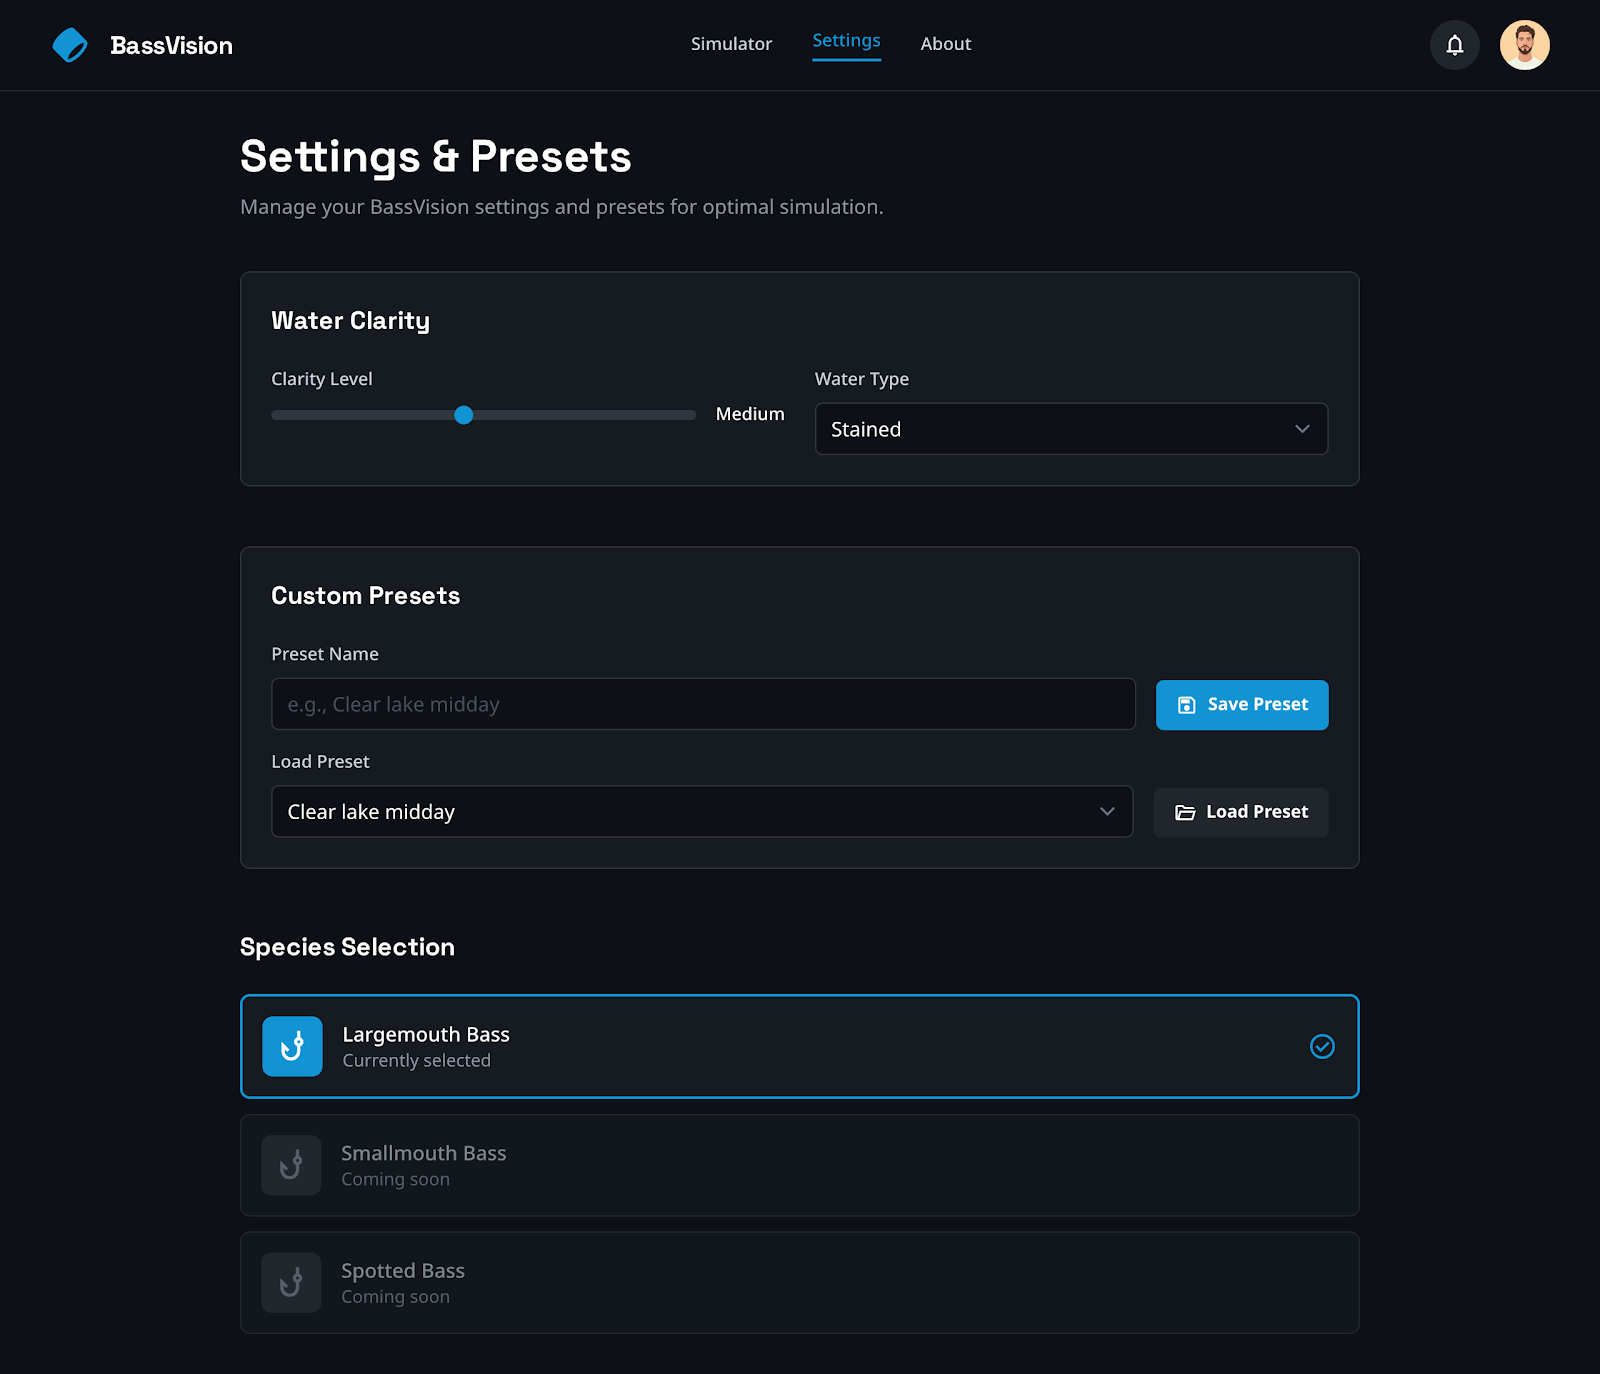 BassVision
Simulator
Settings
About
Settings & Presets
Manage your BassVision settings and presets for optimal simulation.
Water Clarity
Clarity Level
Medium
Water Type
Stained
Custom Presets
Preset Name
e.g., Clear lake midday
Save Preset
Load Preset
Clear lake midday
Load Preset
Species Selection
Largemouth Bass
Currently selected
Smallmouth Bass
Coming soon
Spotted Bass
Coming soon